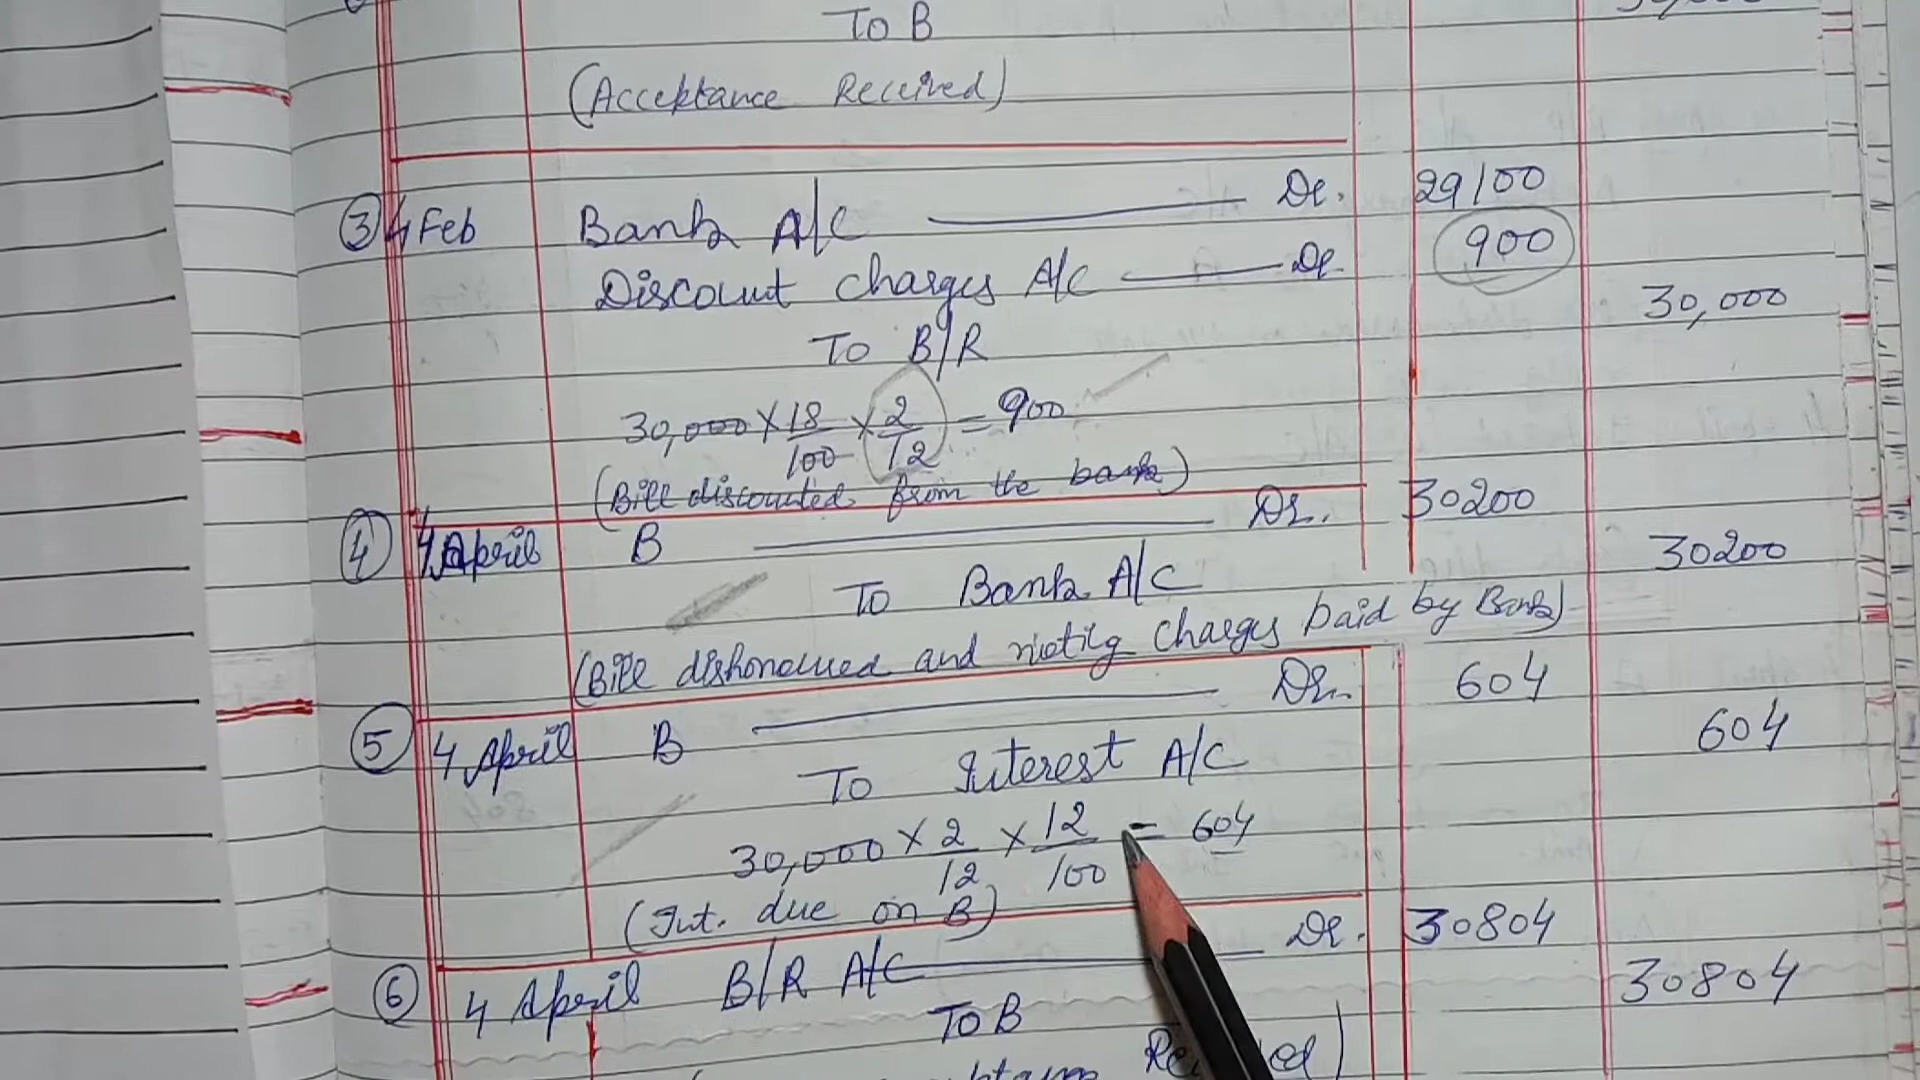 To B
(Acceptance Received)
③ 4 Feb Bank A/C Dr. 29100
Discount charges A/C Dr. 900
To B/R 30,000
30,000 × 18/100 × 2/12 = 900
(Bill discounted from the bank)
④ 4 April B Dr. 30200
To Bank A/C 30200
(Bill dishonoured and noting charges paid by Bank)
⑤ 4 April B Dr. 604
To Interest A/C 604
30,000 × 2/12 × 12/100 = 604
(Int. due on B)
⑥ 4 April B/R A/C Dr. 30804
To B 30804